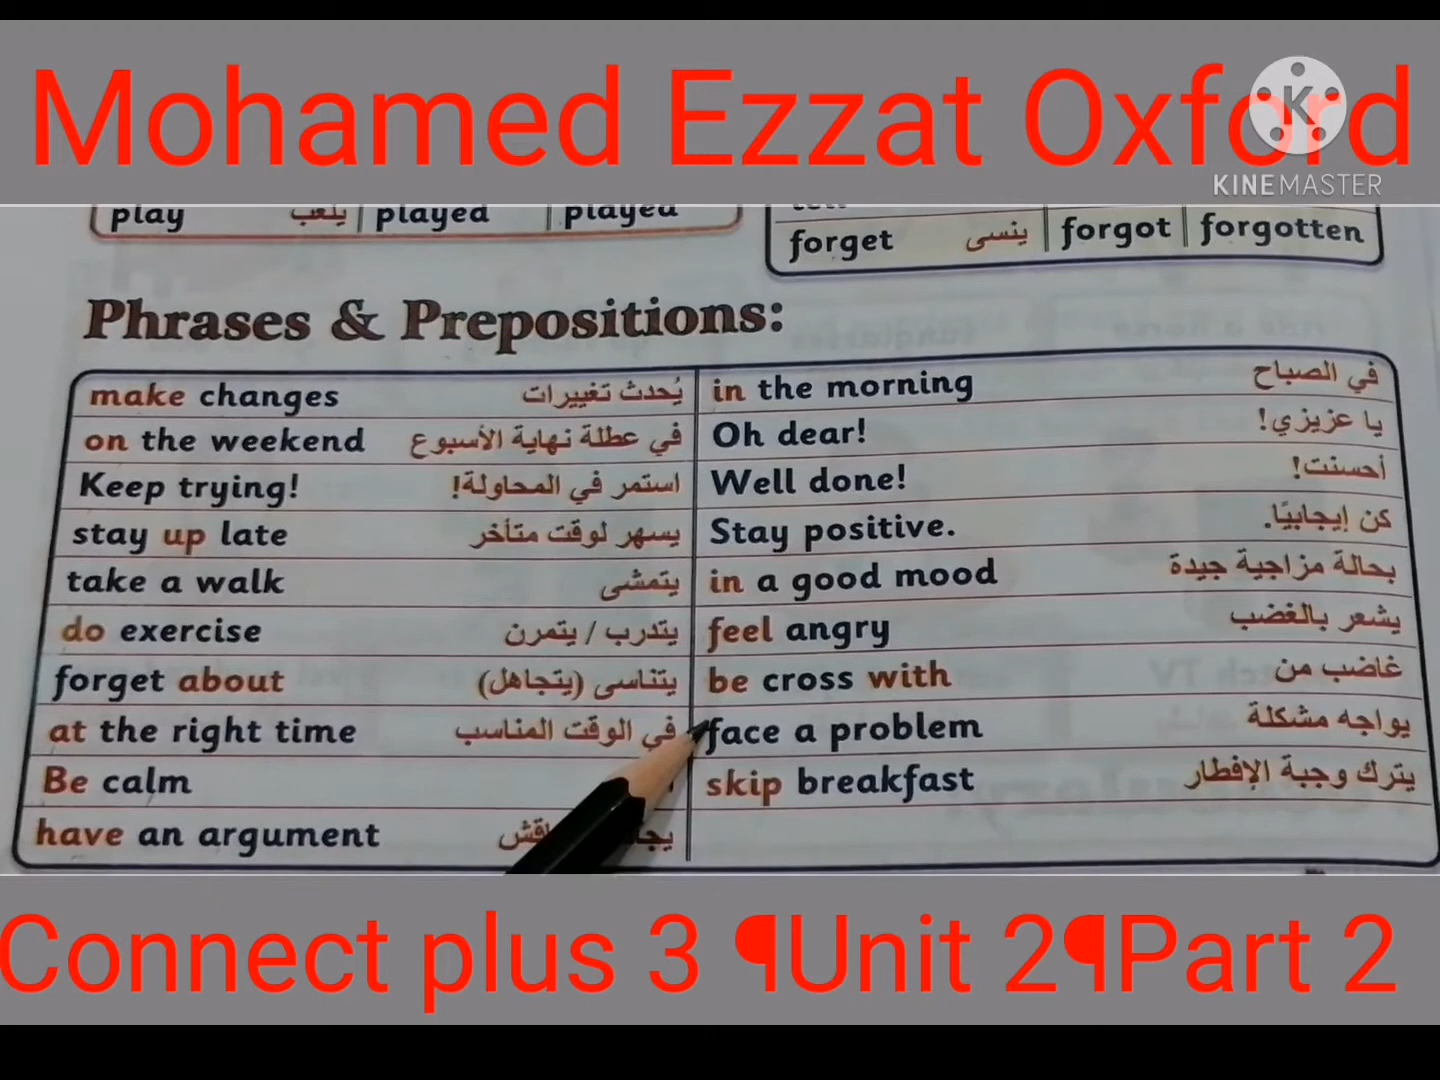 Mohamed Ezzat Oxford
KINEMASTER
play يلعب played played
forget ينسى forgot forgotten
Phrases & Prepositions:
make changes يُحدث تغييرات
on the weekend في عطلة نهاية الأسبوع
Keep trying! استمر في المحاولة!
stay up late يسهر لوقت متأخر
take a walk يتمشى
do exercise يتدرب / يتمرن
forget about يتناسى (يتجاهل)
at the right time في الوقت المناسب
Be calm
have an argument
in the morning في الصباح
Oh dear! يا عزيزي!
Well done! أحسنت!
Stay positive. كن إيجابيًا.
in a good mood بحالة مزاجية جيدة
feel angry يشعر بالغضب
be cross with غاضب من
face a problem يواجه مشكلة
skip breakfast يترك وجبة الإفطار
Connect plus 3 ¶Unit 2¶Part 2